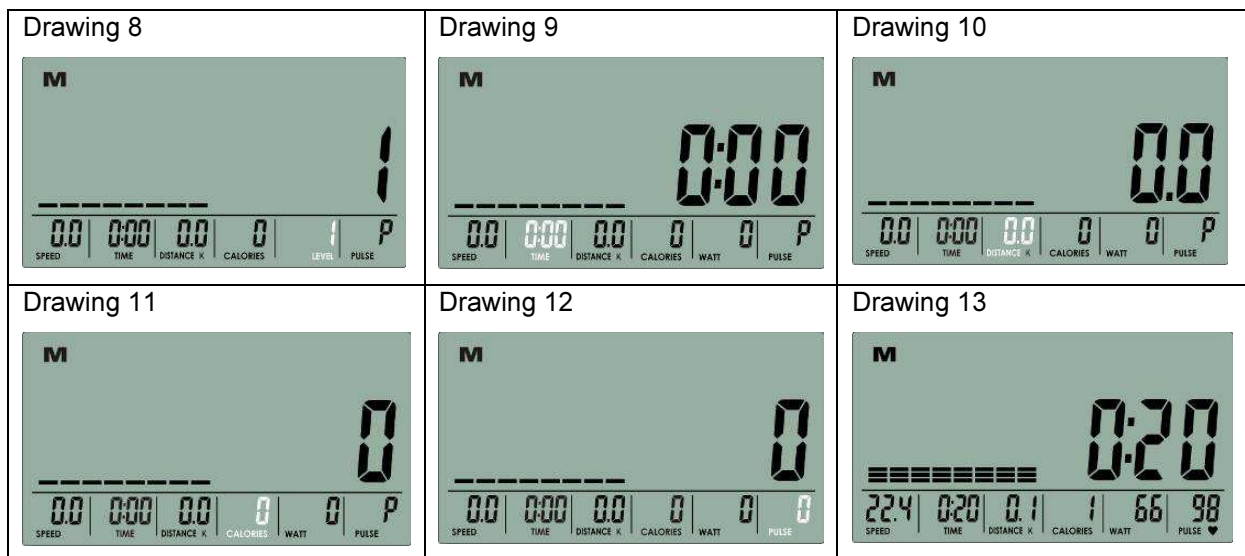 Drawing 8
M
1
0.0 0:00 0.0 0 1 P
SPEED TIME DISTANCE K CALORIES LEVEL PULSE
Drawing 9
M
0:00
0.0 0:00 0.0 0 0 P
SPEED TIME DISTANCE K CALORIES WATT PULSE
Drawing 10
M
0.0
0.0 0:00 0.0 0 0 P
SPEED TIME DISTANCE K CALORIES WATT PULSE
Drawing 11
M
0
0.0 0:00 0.0 0 0 P
SPEED TIME DISTANCE K CALORIES WATT PULSE
Drawing 12
M
0
0.0 0:00 0.0 0 0 0
SPEED TIME DISTANCE K CALORIES WATT PULSE
Drawing 13
M
0:20
22.4 0:20 0.1 1 66 98
SPEED TIME DISTANCE K CALORIES WATT PULSE ♥